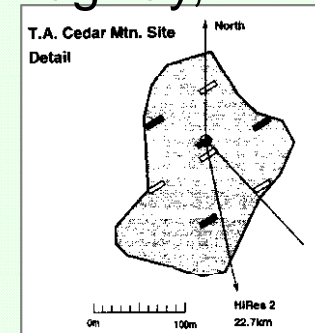 T.A. Cedar Mtn. Site
North
Detail
HiRes 2
22.7km
0m 100m